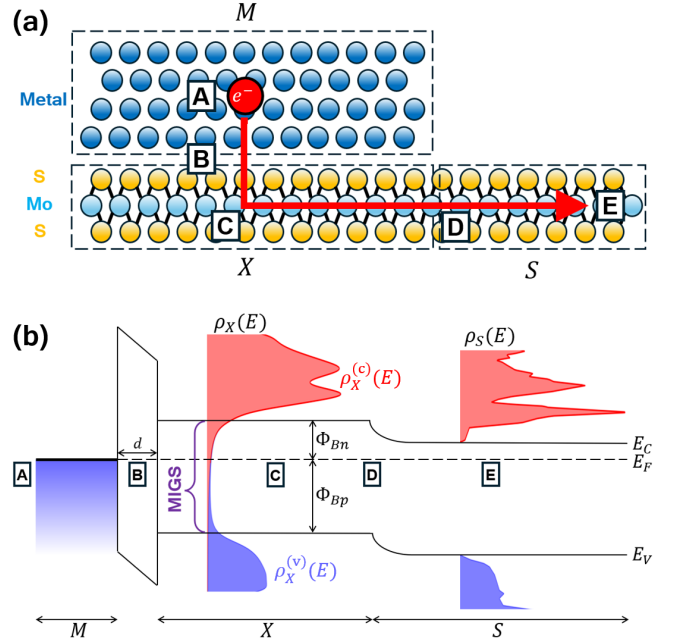 (a)
M
Metal
A
e⁻
B
S
Mo
S
C
D
E
X
S
(b)
ρ_X(E)
ρ_S(E)
ρ_X^(c)(E)
d
Φ_Bn
E_C
E_F
A
B
MIGS
C
D
E
Φ_Bp
E_V
ρ_X^(v)(E)
M
X
S